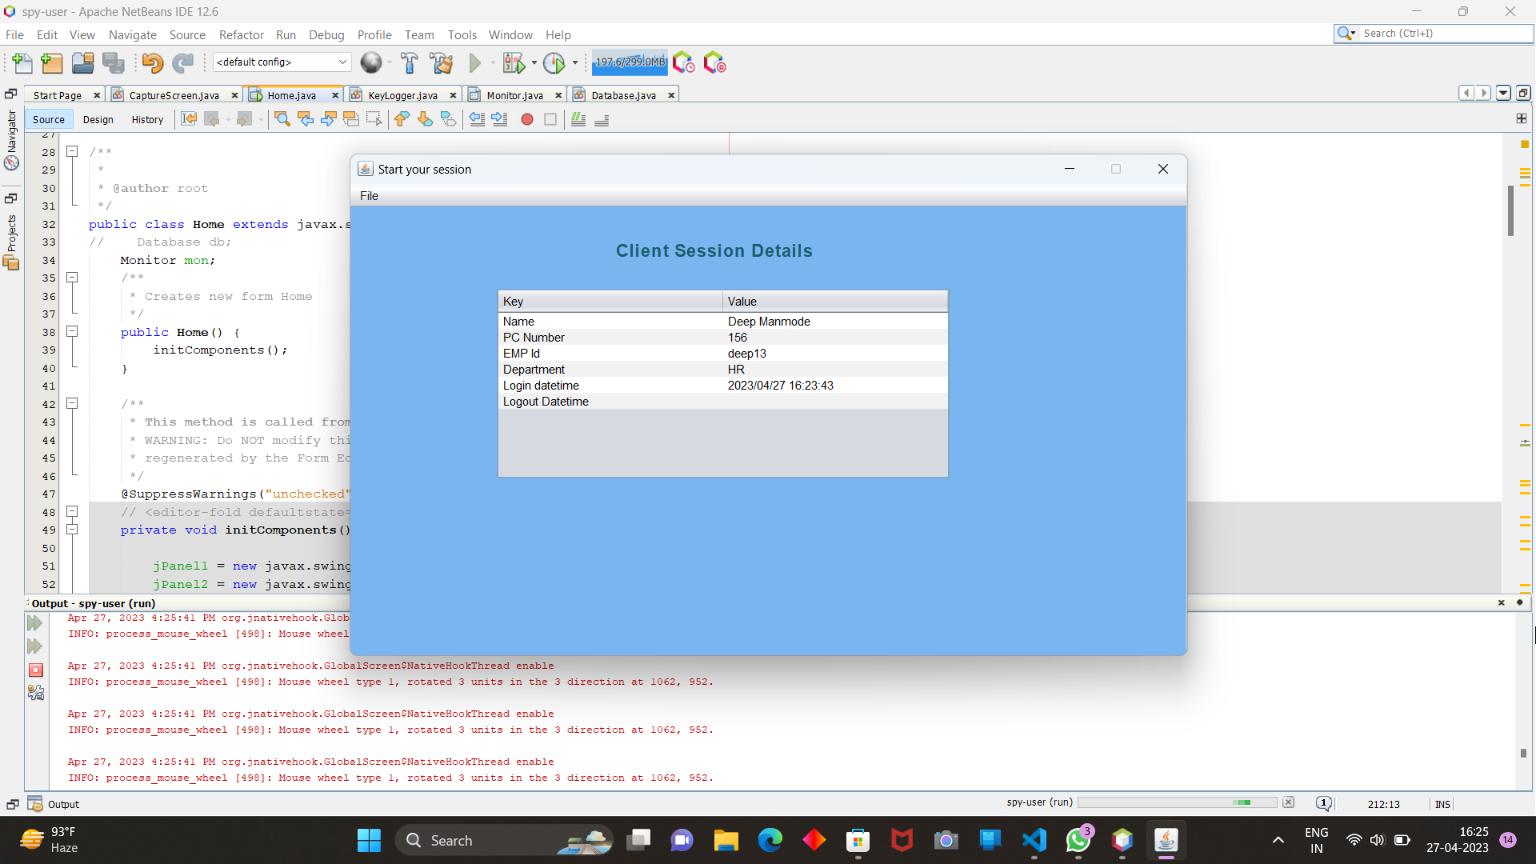 spy-user - Apache NetBeans IDE 12.6
File Edit View Navigate Source Refactor Run Debug Profile Team Tools Window Help
Search (Ctrl+I)
<default config>
197.6/299.0MB
Start Page CaptureScreen.java Home.java KeyLogger.java Monitor.java Database.java
Source Design History
Navigator
Projects
27
28 /**
29 *
30 * @author root
31 */
32 public class Home extends javax.s
33 // Database db;
34 Monitor mon;
35 /**
36 * Creates new form Home
37 */
38 public Home() {
39 initComponents();
40 }
41
42 /**
43 * This method is called from
44 * WARNING: Do NOT modify thi
45 * regenerated by the Form Ed
46 */
47 @SuppressWarnings("unchecked"
48 // <editor-fold defaultstate=
49 private void initComponents()
50
51 jPanel1 = new javax.swing
52 jPanel2 = new javax.swing
Start your session
File
Client Session Details
Key Value
Name Deep Manmode
PC Number 156
EMP Id deep13
Department HR
Login datetime 2023/04/27 16:23:43
Logout Datetime
Output - spy-user (run)
Apr 27, 2023 4:25:41 PM org.jnativehook.Glob
INFO: process_mouse_wheel [498]: Mouse wheel
Apr 27, 2023 4:25:41 PM org.jnativehook.GlobalScreen$NativeHookThread enable
INFO: process_mouse_wheel [498]: Mouse wheel type 1, rotated 3 units in the 3 direction at 1062, 952.
Apr 27, 2023 4:25:41 PM org.jnativehook.GlobalScreen$NativeHookThread enable
INFO: process_mouse_wheel [498]: Mouse wheel type 1, rotated 3 units in the 3 direction at 1062, 952.
Apr 27, 2023 4:25:41 PM org.jnativehook.GlobalScreen$NativeHookThread enable
INFO: process_mouse_wheel [498]: Mouse wheel type 1, rotated 3 units in the 3 direction at 1062, 952.
Output
spy-user (run)
1
212:13 INS
93°F
Haze
Search
3
ENG
IN
16:25
27-04-2023
14